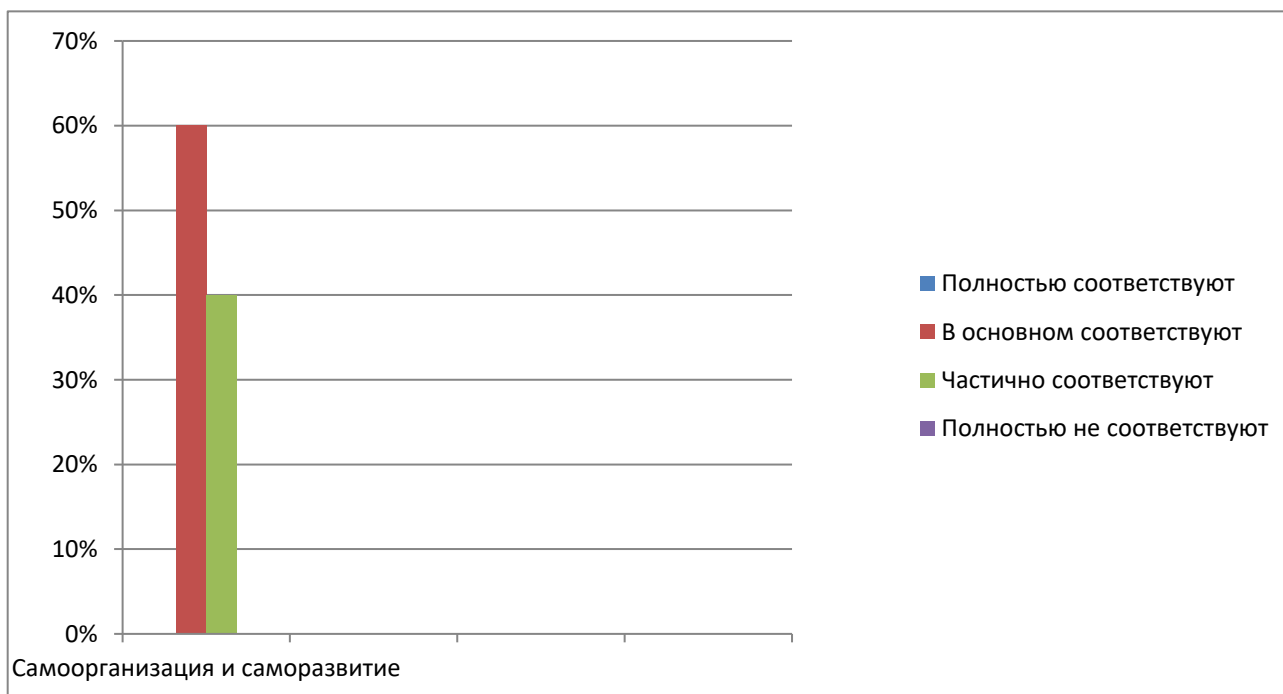 70%
60%
50%
40%
30%
20%
10%
0%
Самоорганизация и саморазвитие
Полностью соответствуют
В основном соответствуют
Частично соответствуют
Полностью не соответствуют